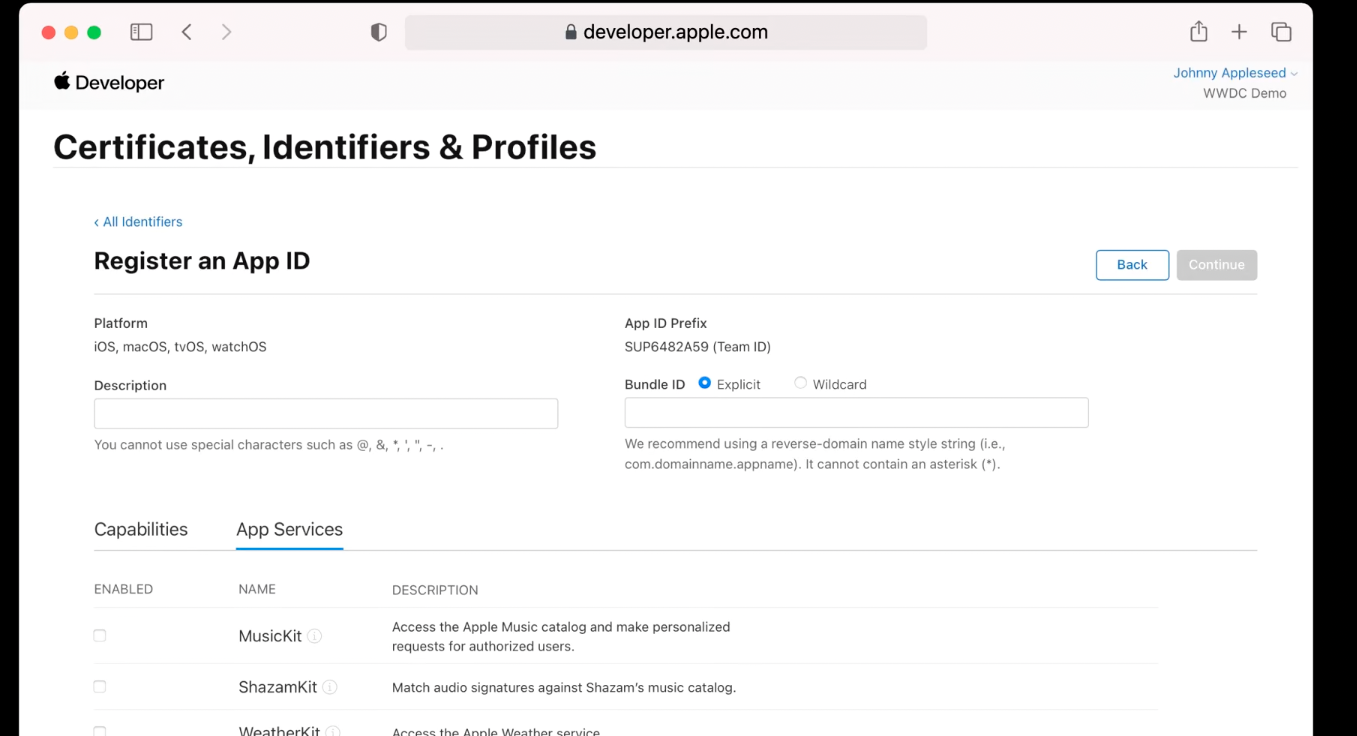 developer.apple.com
Developer
Johnny Appleseed
WWDC Demo
Certificates, Identifiers & Profiles
‹ All Identifiers
Register an App ID
Back
Continue
Platform
iOS, macOS, tvOS, watchOS
App ID Prefix
SUP6482A59 (Team ID)
Description
You cannot use special characters such as @, &, *, ', ", -, .
Bundle ID Explicit Wildcard
We recommend using a reverse-domain name style string (i.e.,
com.domainname.appname). It cannot contain an asterisk (*).
Capabilities App Services
ENABLED NAME DESCRIPTION
MusicKit
Access the Apple Music catalog and make personalized
requests for authorized users.
ShazamKit Match audio signatures against Shazam's music catalog.
WeatherKit Access the Apple Weather service